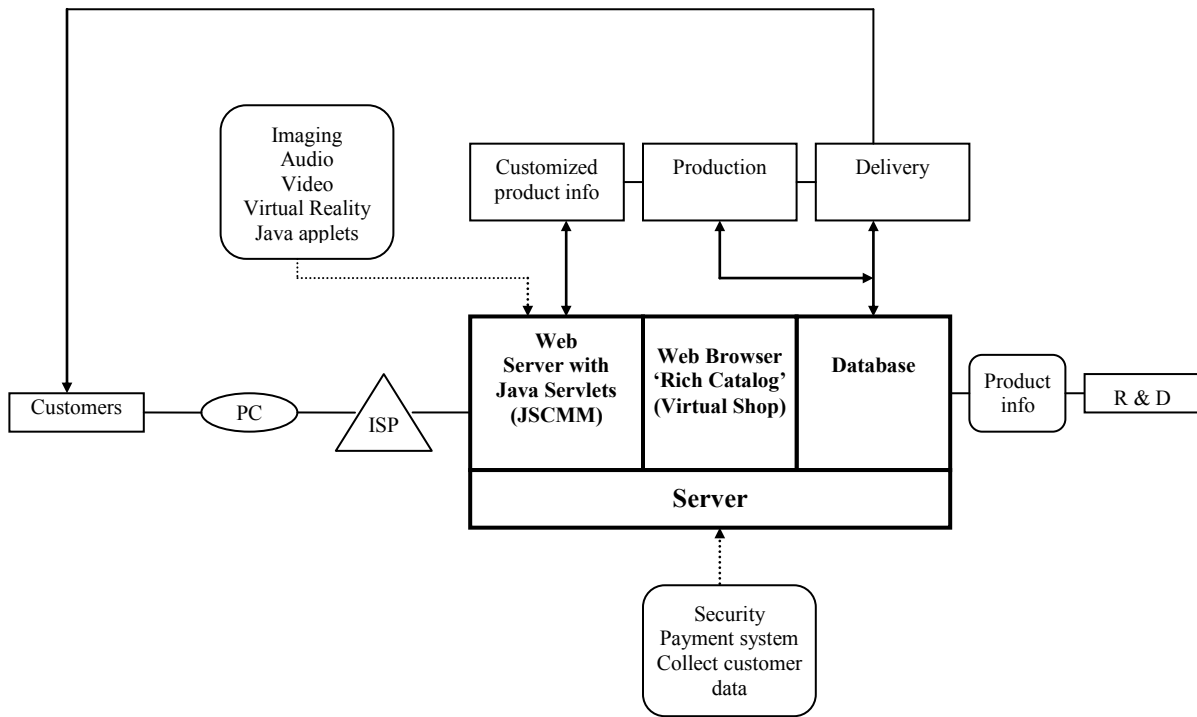 Imaging
Audio
Video
Virtual Reality
Java applets
Customized
product info
Production
Delivery
Customers
PC
ISP
Web
Server with
Java Servlets
(JSCMM)
Web Browser
‘Rich Catalog’
(Virtual Shop)
Database
Product
info
R & D
Server
Security
Payment system
Collect customer
data